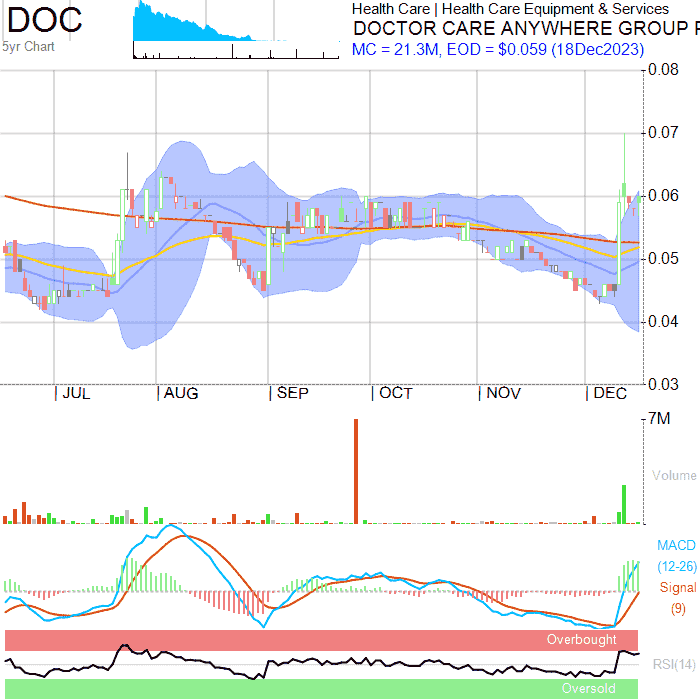 DOC
5yr Chart
Health Care | Health Care Equipment & Services
DOCTOR CARE ANYWHERE GROUP P
MC = 21.3M, EOD = $0.059 (18Dec2023)
0.08
0.07
0.06
0.05
0.04
0.03
JUL
AUG
SEP
OCT
NOV
DEC
7M
Volume
MACD
(12-26)
Signal
(9)
Overbought
RSI(14)
Oversold